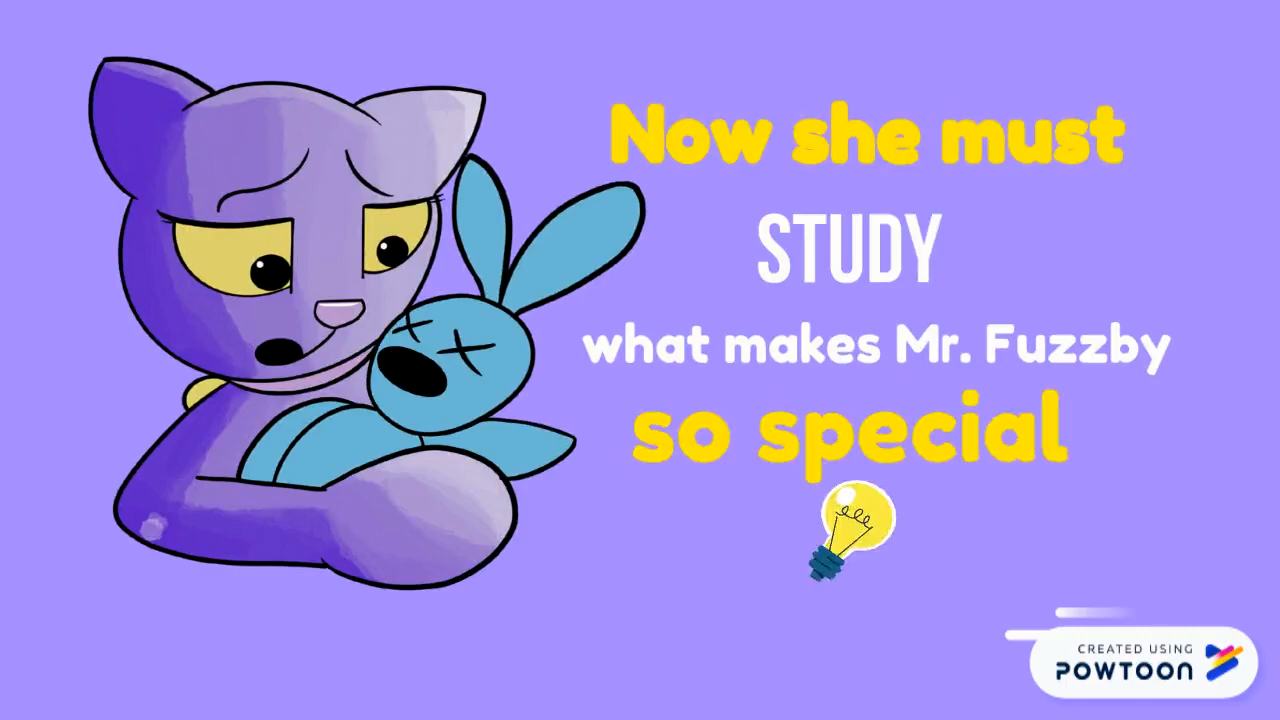 Now she must
STUDY
what makes Mr. Fuzzby
so special
CREATED USING
POWTOON